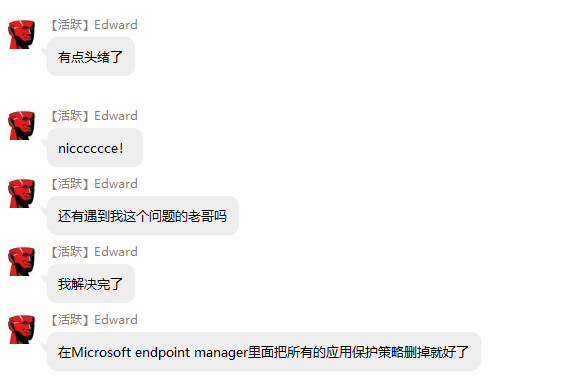 【活跃】Edward
有点头绪了
【活跃】Edward
nicccccce！
【活跃】Edward
还有遇到我这个问题的老哥吗
【活跃】Edward
我解决完了
【活跃】Edward
在Microsoft endpoint manager里面把所有的应用保护策略删掉就好了